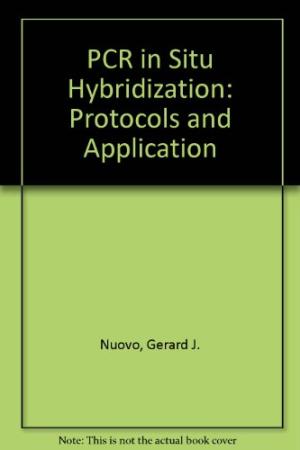 PCR in Situ
Hybridization:
Protocols and
Application
Nuovo, Gerard J.
Note: This is not the actual book cover